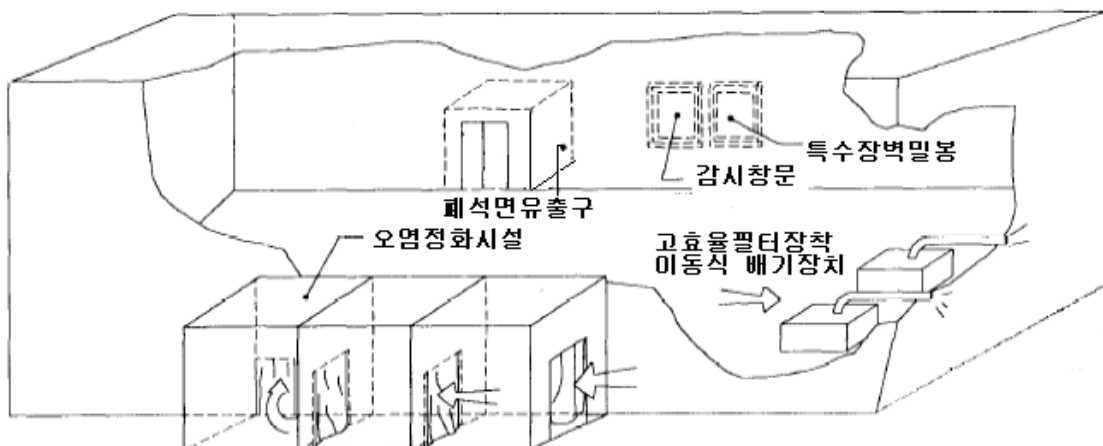 특수장벽밀봉
감시창문
폐석면유출구
오염정화시설
고효율필터장착
이동식 배기장치